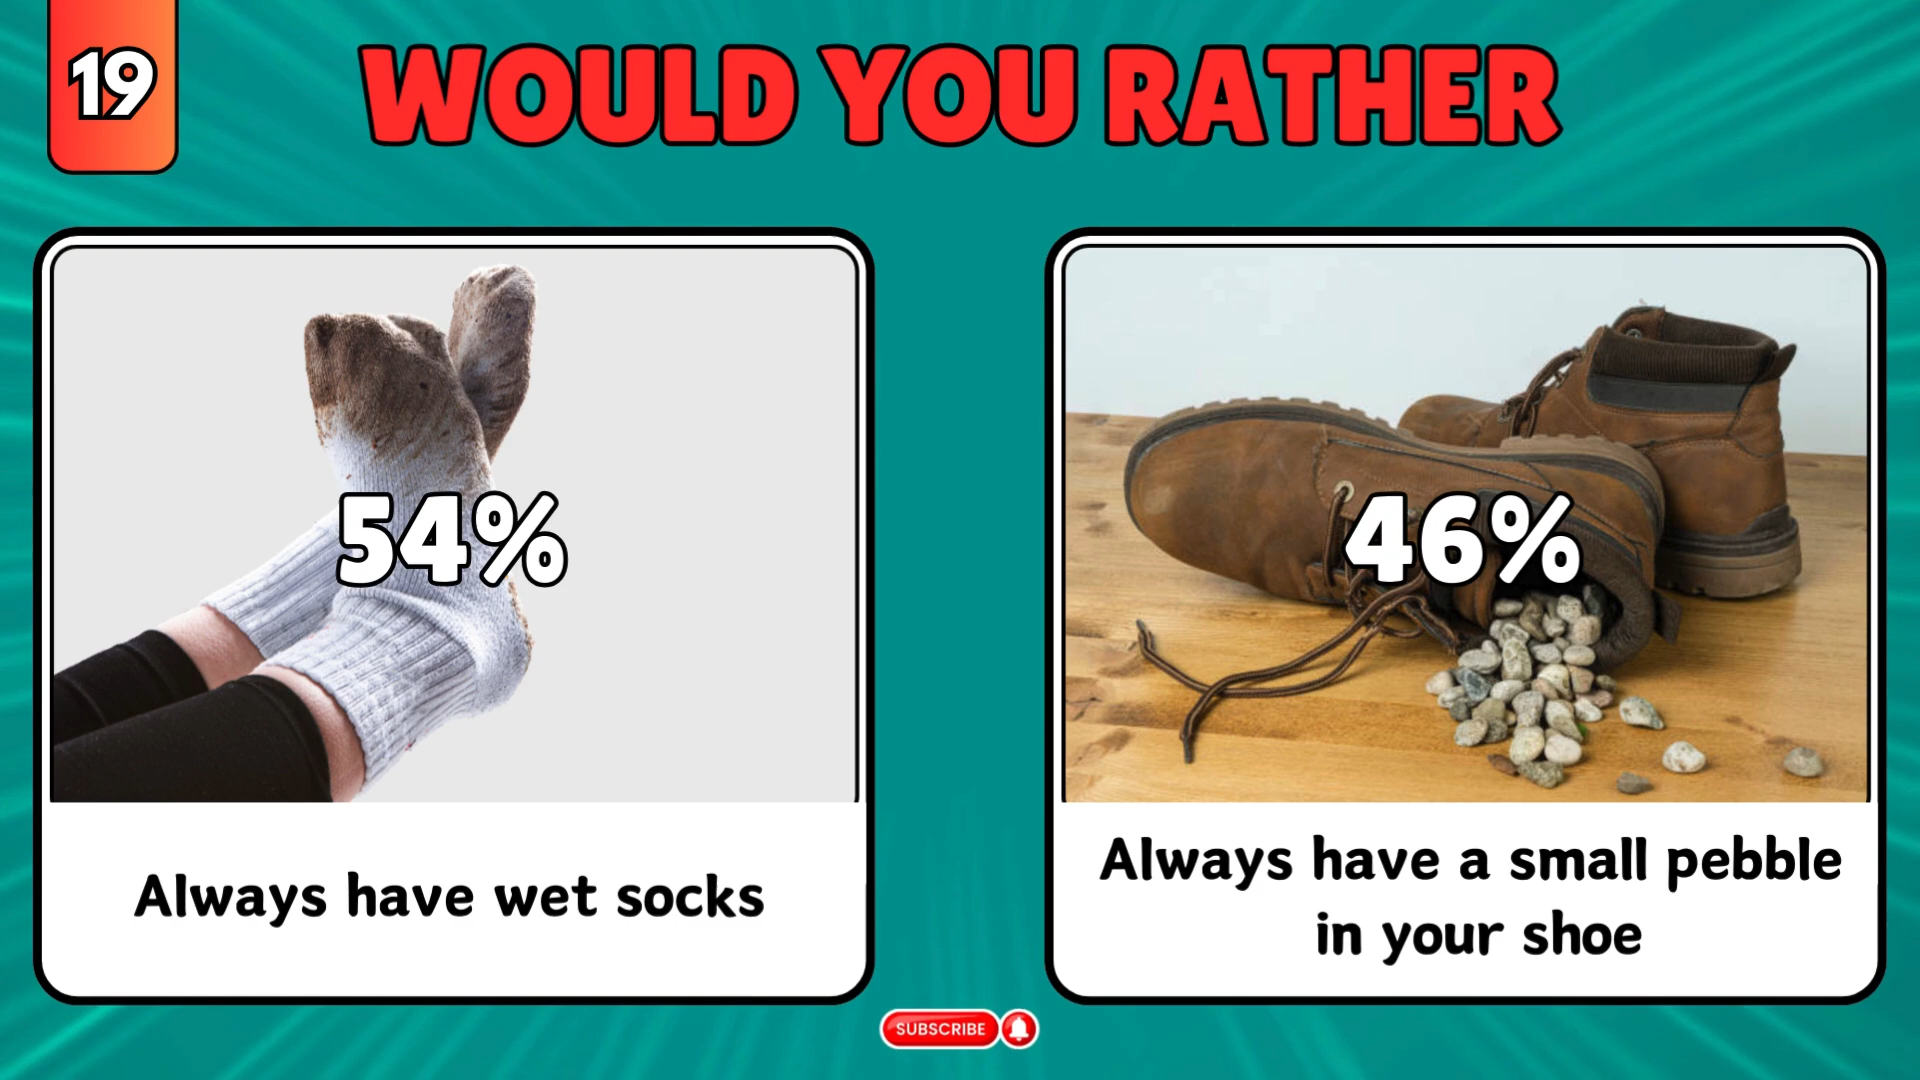 19
WOULD YOU RATHER
54%
46%
Always have wet socks
Always have a small pebble
in your shoe
SUBSCRIBE